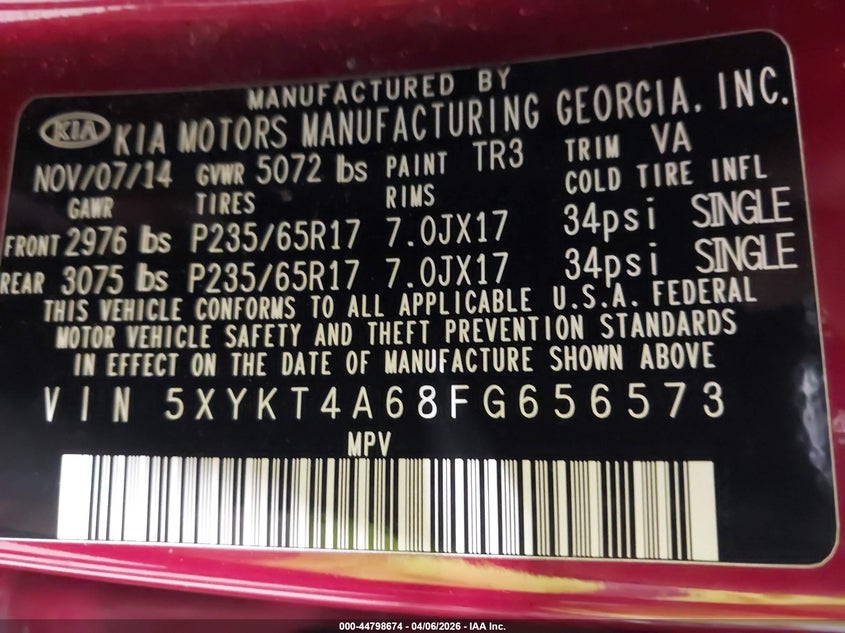 MANUFACTURED BY
KIA KIA MOTORS MANUFACTURING GEORGIA, INC.
NOV/07/14 GVWR 5072 lbs PAINT TR3 TRIM VA
GAWR TIRES RIMS COLD TIRE INFL
FRONT 2976 lbs P235/65R17 7.0JX17 34psi SINGLE
REAR 3075 lbs P235/65R17 7.0JX17 34psi SINGLE
THIS VEHICLE CONFORMS TO ALL APPLICABLE U.S.A. FEDERAL
MOTOR VEHICLE SAFETY AND THEFT PREVENTION STANDARDS
IN EFFECT ON THE DATE OF MANUFACTURE SHOWN ABOVE
VIN 5XYKT4A68FG656573
MPV
000-44798674 - 04/06/2026 - IAA Inc.